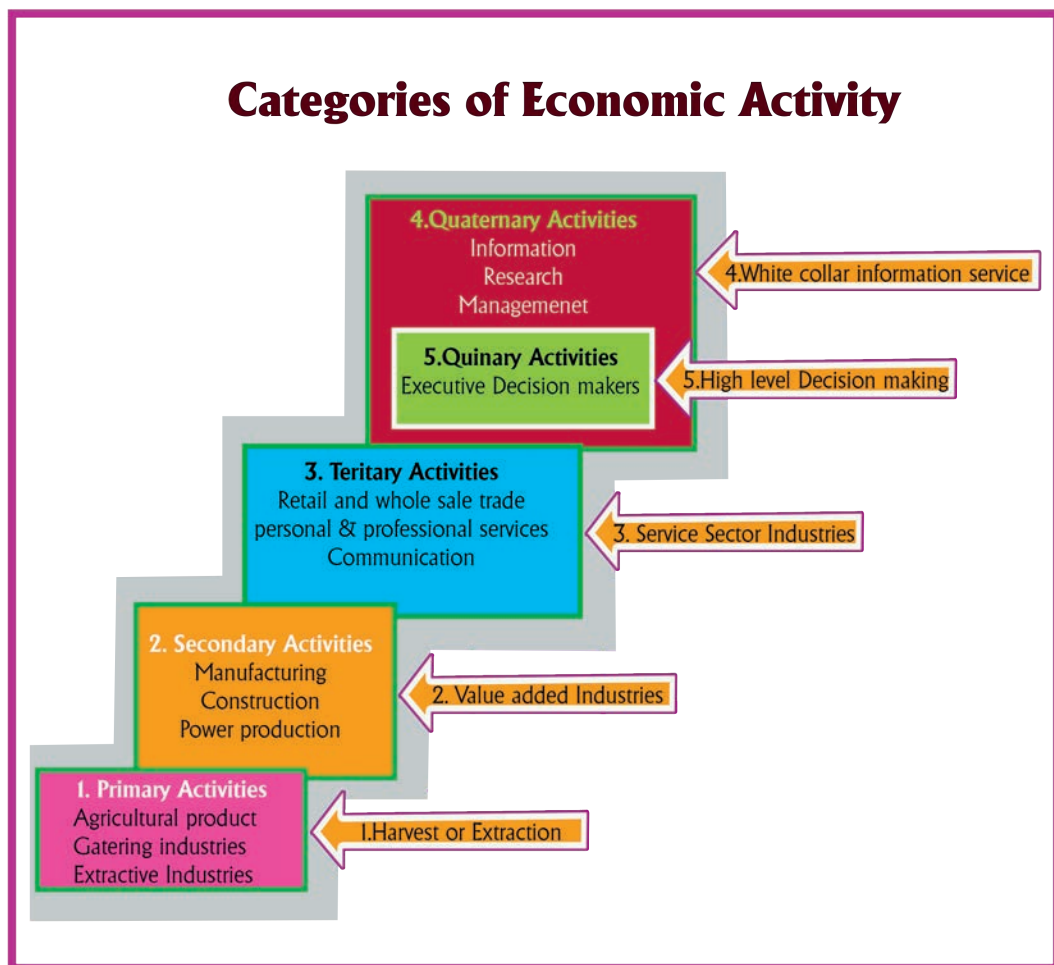 Categories of Economic Activity
4.Quaternary Activities
Information
Research
Managemenet
4.White collar information service
5.Quinary Activities
Executive Decision makers
5.High level Decision making
3. Teritary Activities
Retail and whole sale trade
personal & professional services
Communication
3. Service Sector Industries
2. Secondary Activities
Manufacturing
Construction
Power production
2. Value added Industries
1. Primary Activities
Agricultural product
Gatering industries
Extractive Industries
1.Harvest or Extraction